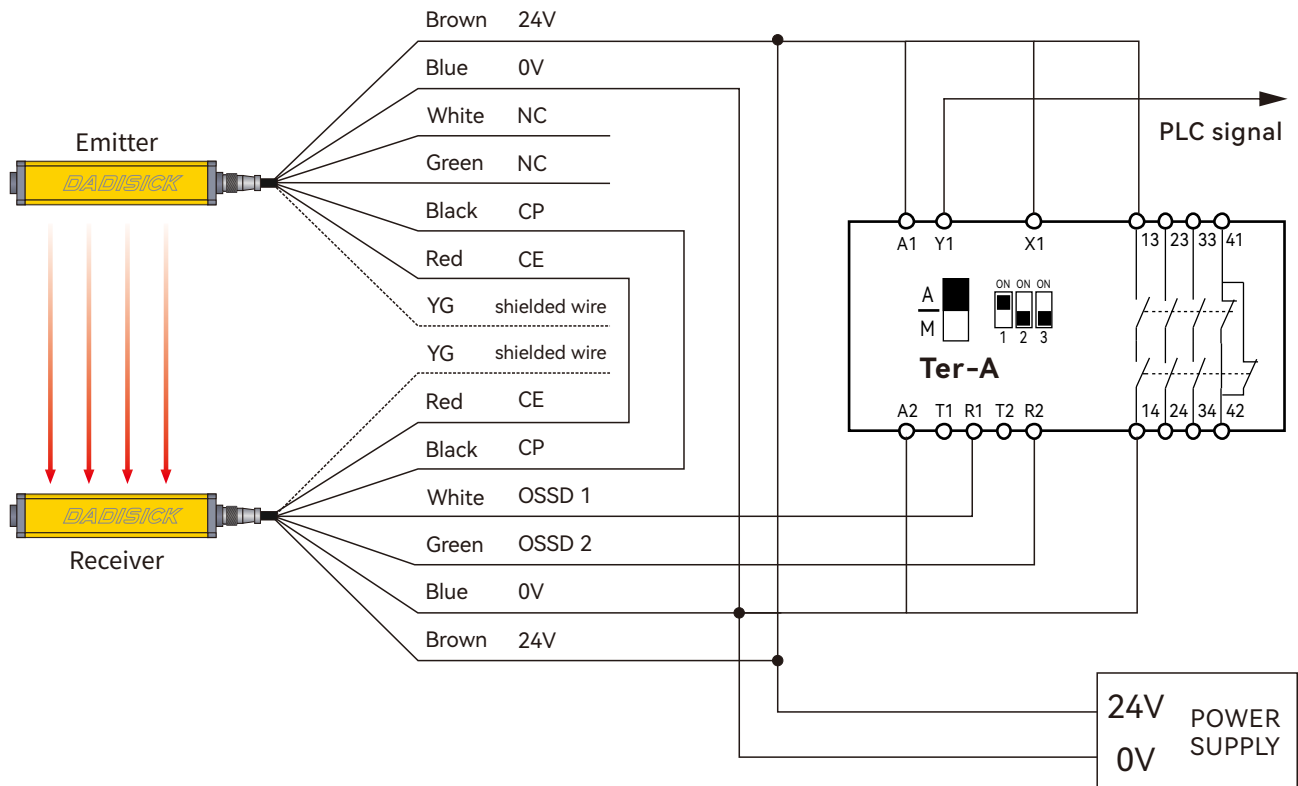 Brown 24V
Blue 0V
White NC
Green NC
Black CP
Red CE
YG shielded wire
YG shielded wire
Red CE
Black CP
White OSSD 1
Green OSSD 2
Blue 0V
Brown 24V
Emitter
DADISICK
DADISICK
Receiver
PLC signal
A1 Y1 X1 13 23 33 41
A
M
ON ON ON
1 2 3
Ter-A
A2 T1 R1 T2 R2 14 24 34 42
24V
0V
POWER
SUPPLY